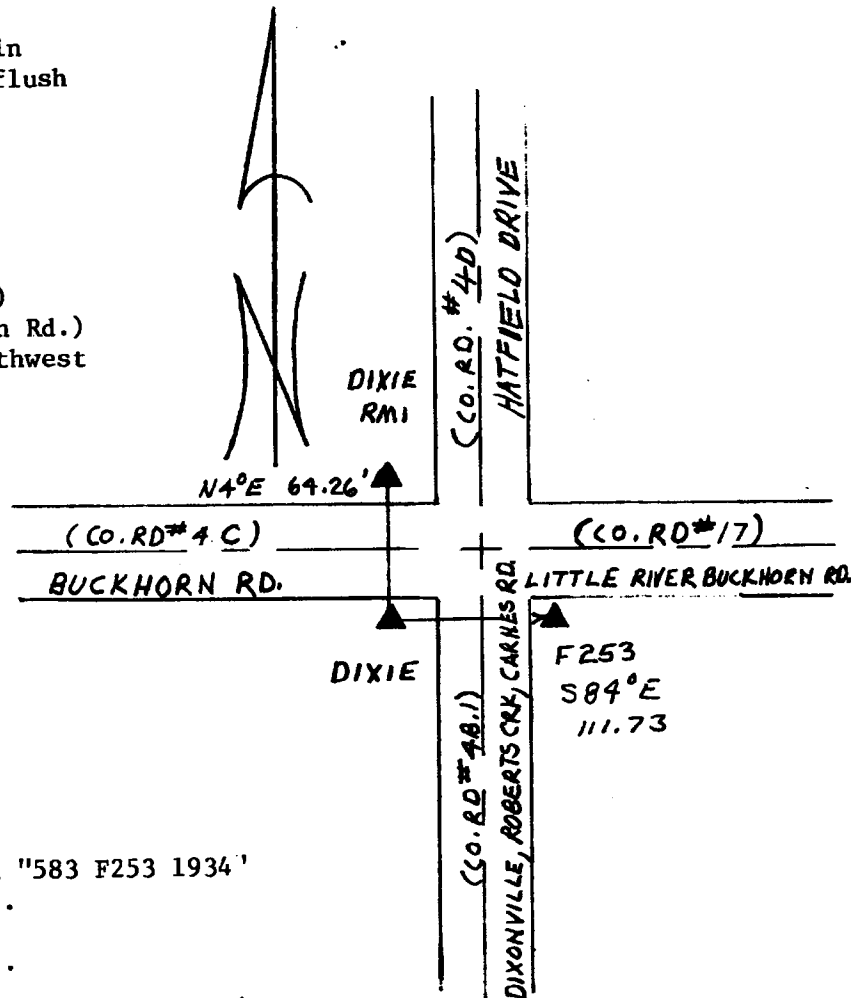 in
flush
)
n Rd.)
thwest
DIXIE
RM1
(CO. RD. # 4D)
HATFIELD DRIVE
N4°E 64.26'
(CO. RD# 4 C)
BUCKHORN RD.
(CO. RD#17)
LITTLE RIVER BUCKHORN RD.
DIXIE
F253
S84°E
111.73
(CO. RD# 4B.1)
DIXONVILLE, ROBERTS CRK, CARNES RD.
"583 F253 1934'
.
.